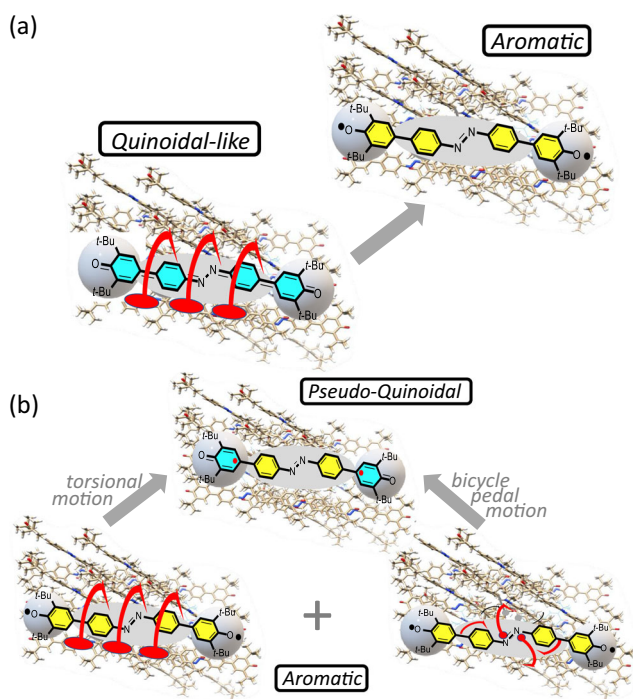 (a)
Aromatic
t-Bu
t-Bu
N
•O
N
O•
t-Bu
t-Bu
Quinoidal-like
t-Bu
t-Bu
O
N
N
O
t-Bu
t-Bu
(b)
Pseudo-Quinoidal
t-Bu
t-Bu
O
N
N
O
t-Bu
t-Bu
torsional
motion
bicycle
pedal
motion
t-Bu
t-Bu
•O
N
N
O•
t-Bu
t-Bu
+
t-Bu
t-Bu
•O
N
N
O•
t-Bu
t-Bu
Aromatic